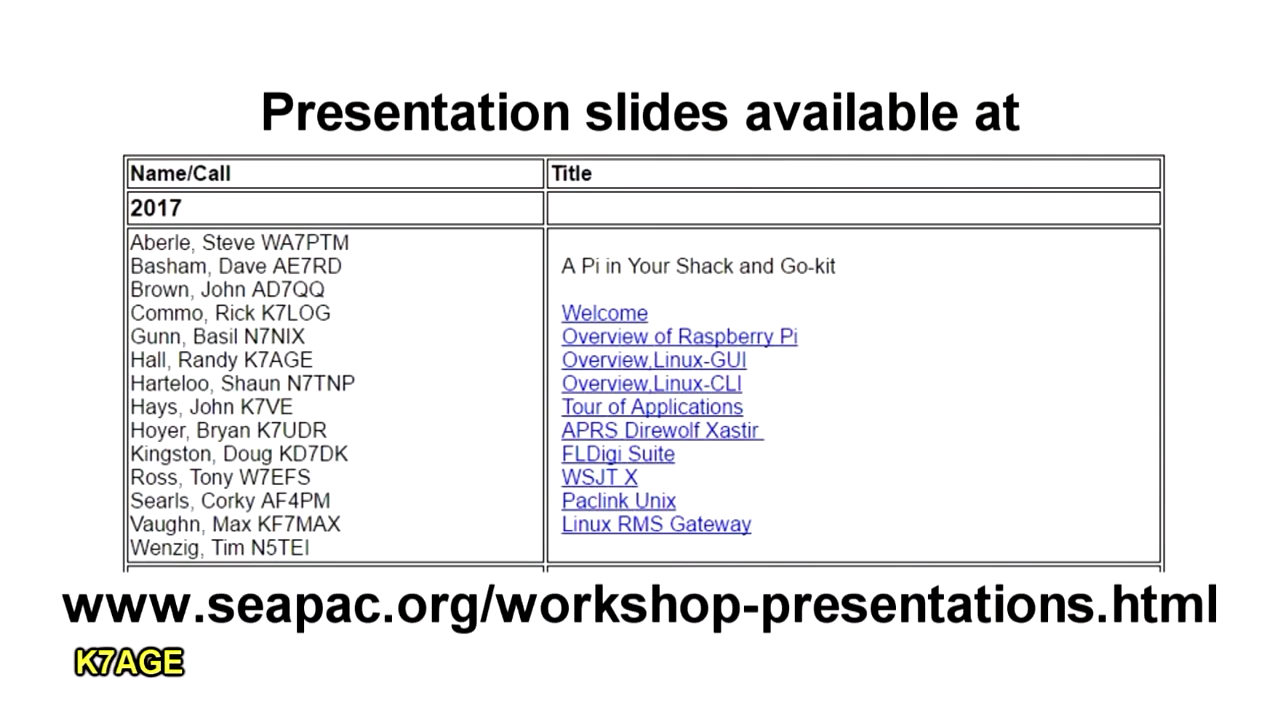 Presentation slides available at
Name/Call Title
2017
Aberle, Steve WA7PTM
Basham, Dave AE7RD A Pi in Your Shack and Go-kit
Brown, John AD7QQ
Commo, Rick K7LOG Welcome
Gunn, Basil N7NIX Overview of Raspberry Pi
Hall, Randy K7AGE Overview,Linux-GUI
Harteloo, Shaun N7TNP Overview,Linux-CLI
Hays, John K7VE Tour of Applications
Hoyer, Bryan K7UDR APRS Direwolf Xastir
Kingston, Doug KD7DK FLDigi Suite
Ross, Tony W7EFS WSJT X
Searls, Corky AF4PM Paclink Unix
Vaughn, Max KF7MAX Linux RMS Gateway
Wenzig, Tim N5TEI
www.seapac.org/workshop-presentations.html
K7AGE